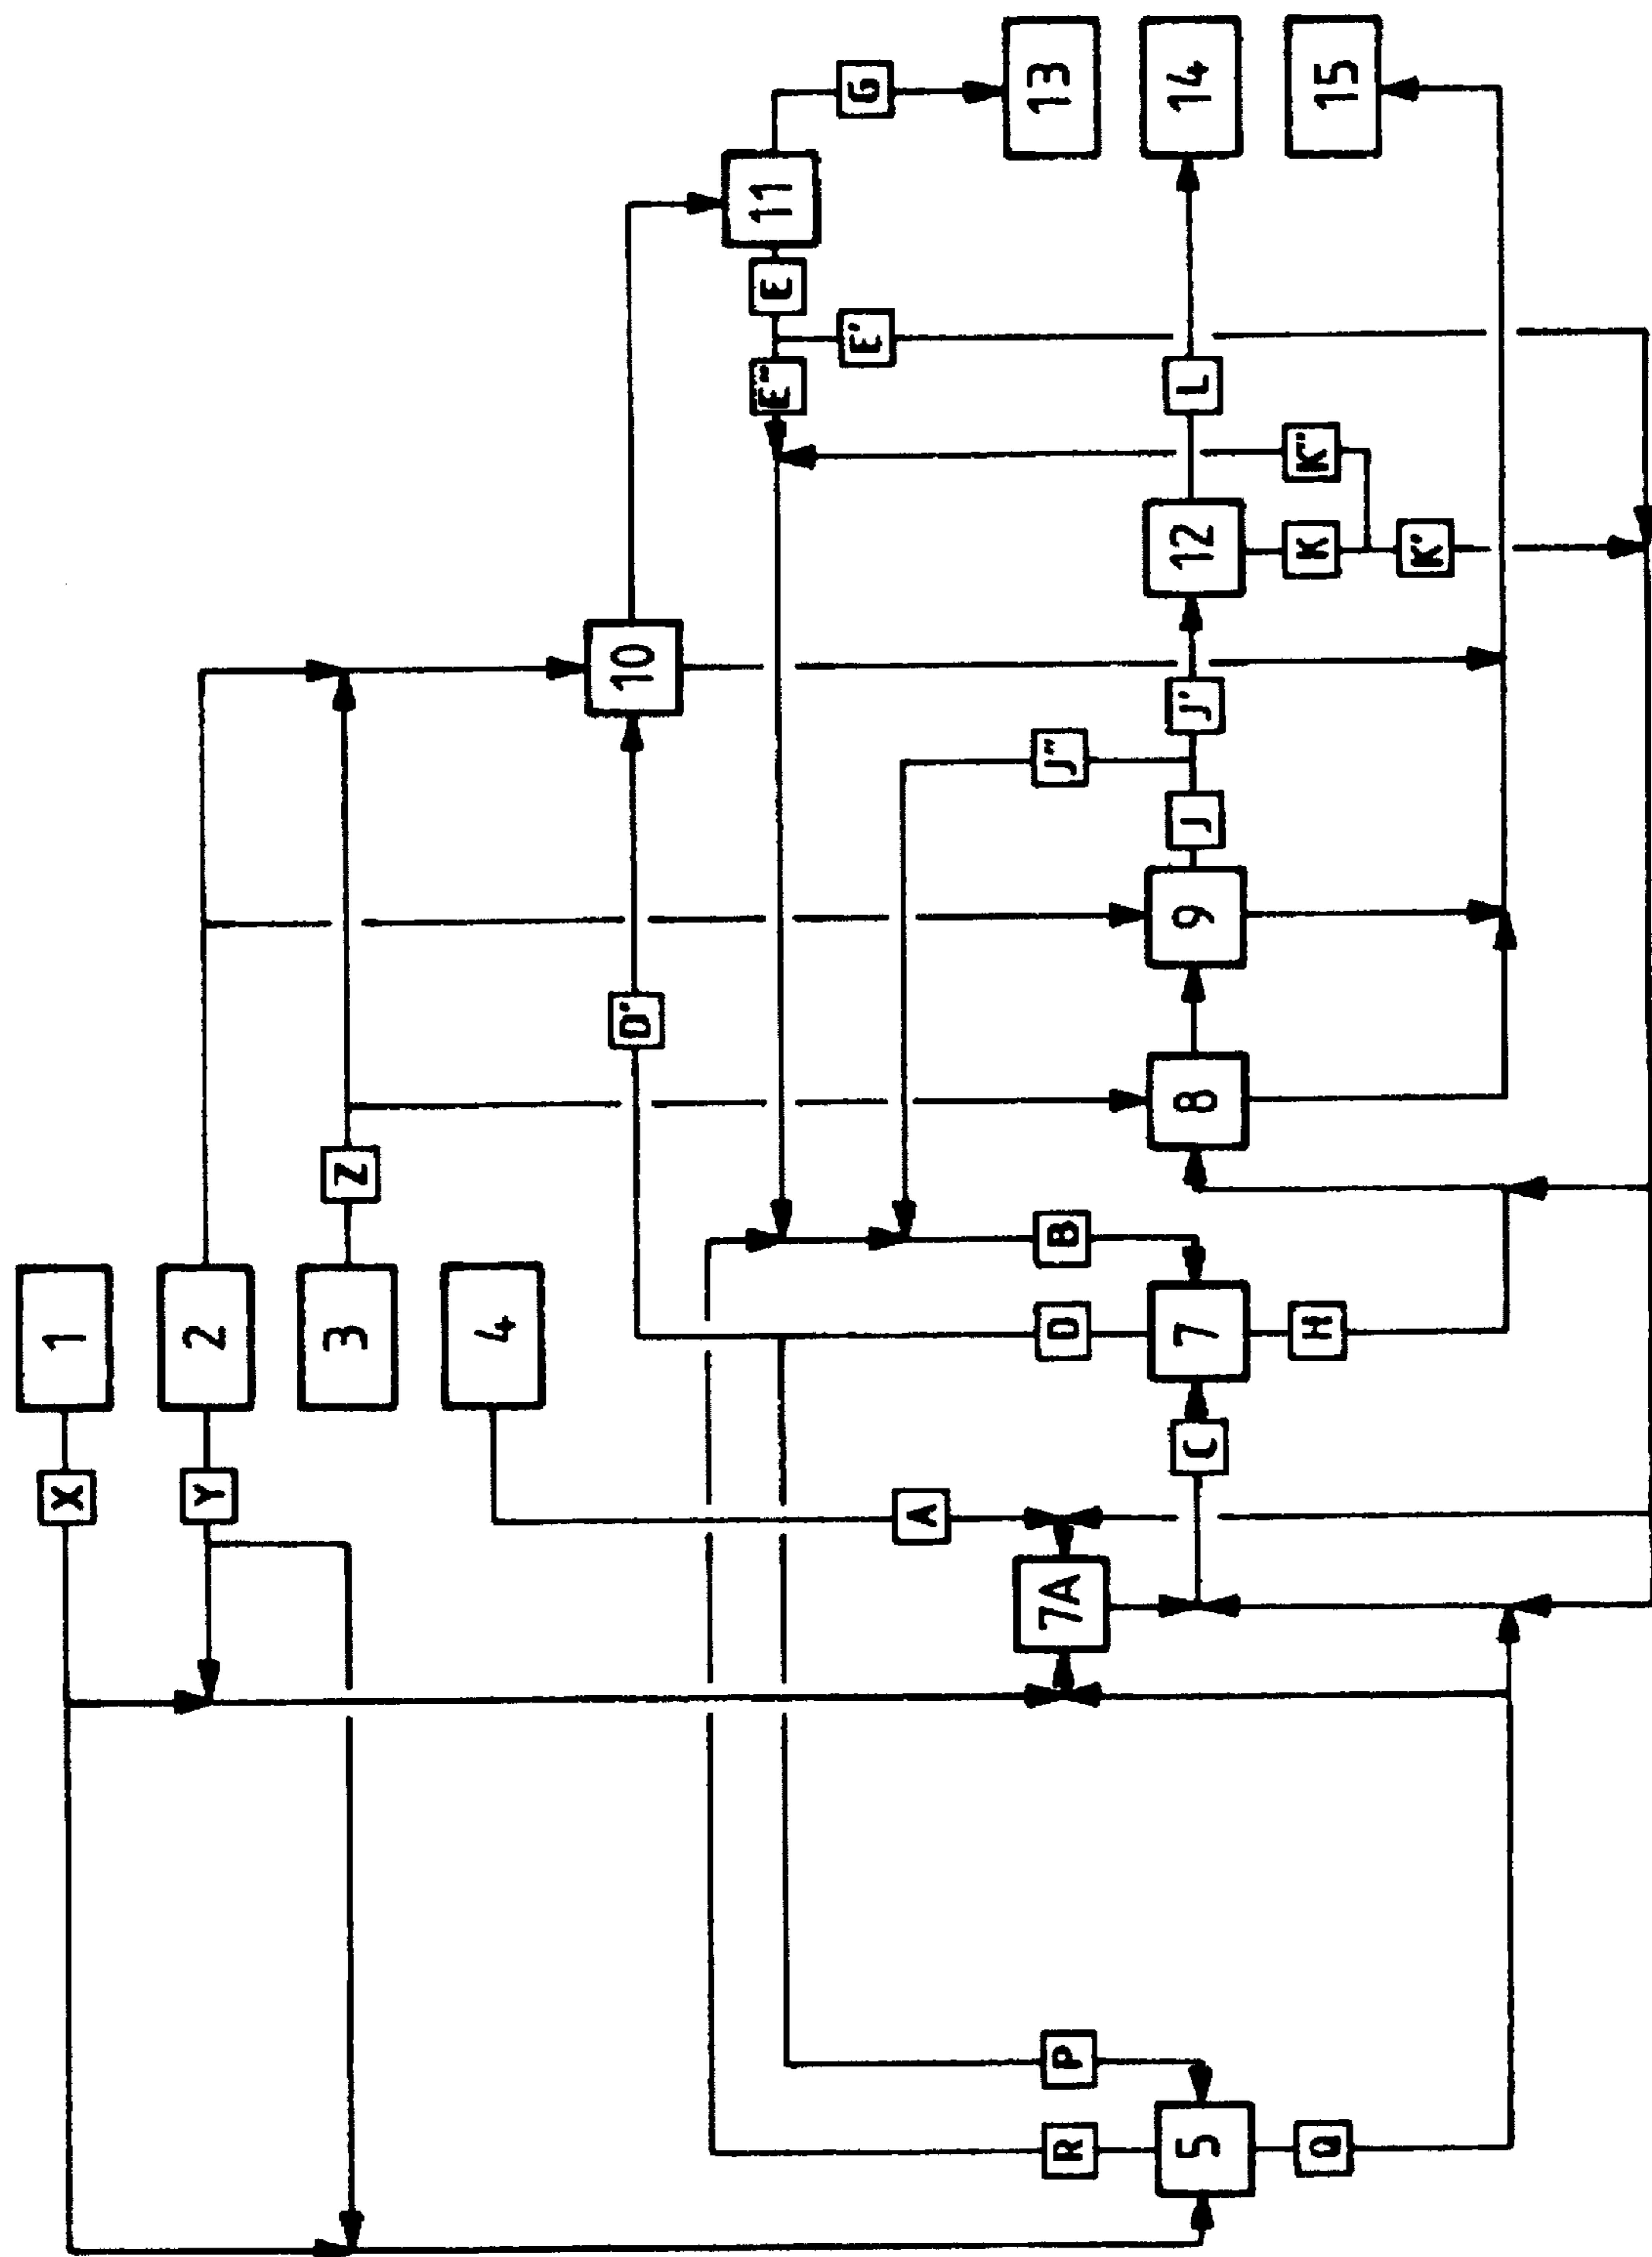 X 1
Y 2
3 Z
4
D' 10
E" E 11
E' G
A
R P 7A D B J" 13
5 C 7 8 9 J J' 12 L 14
Q H K K" 15
K'